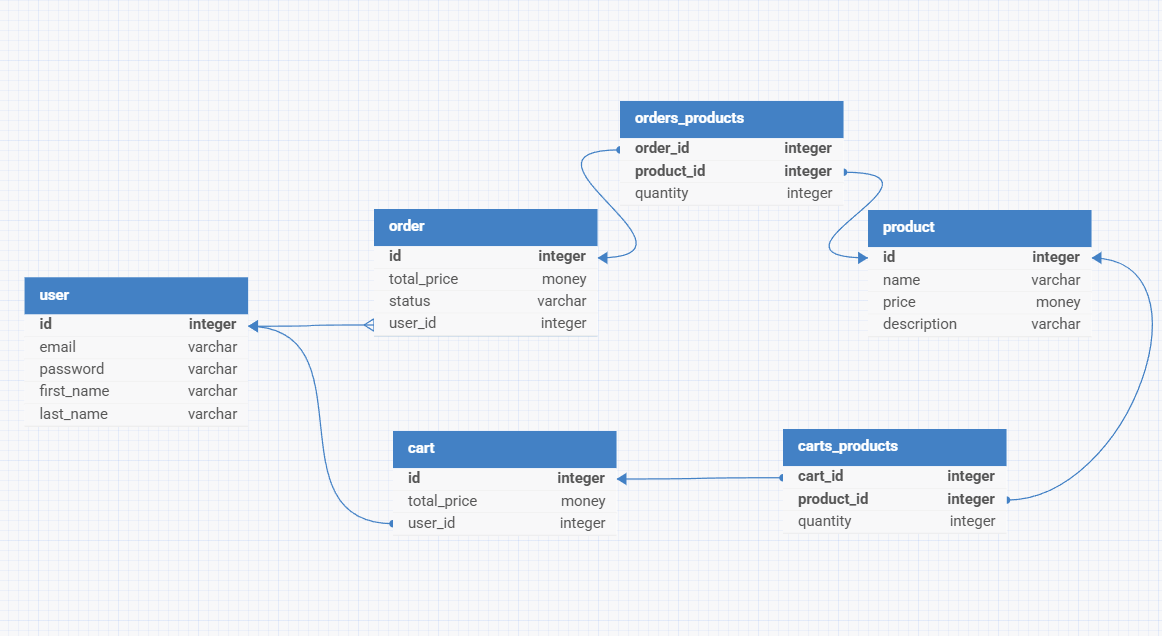 orders_products
order_id integer
product_id integer
quantity integer
order
id integer
total_price money
status varchar
user_id integer
product
id integer
name varchar
price money
description varchar
user
id integer
email varchar
password varchar
first_name varchar
last_name varchar
cart
id integer
total_price money
user_id integer
carts_products
cart_id integer
product_id integer
quantity integer